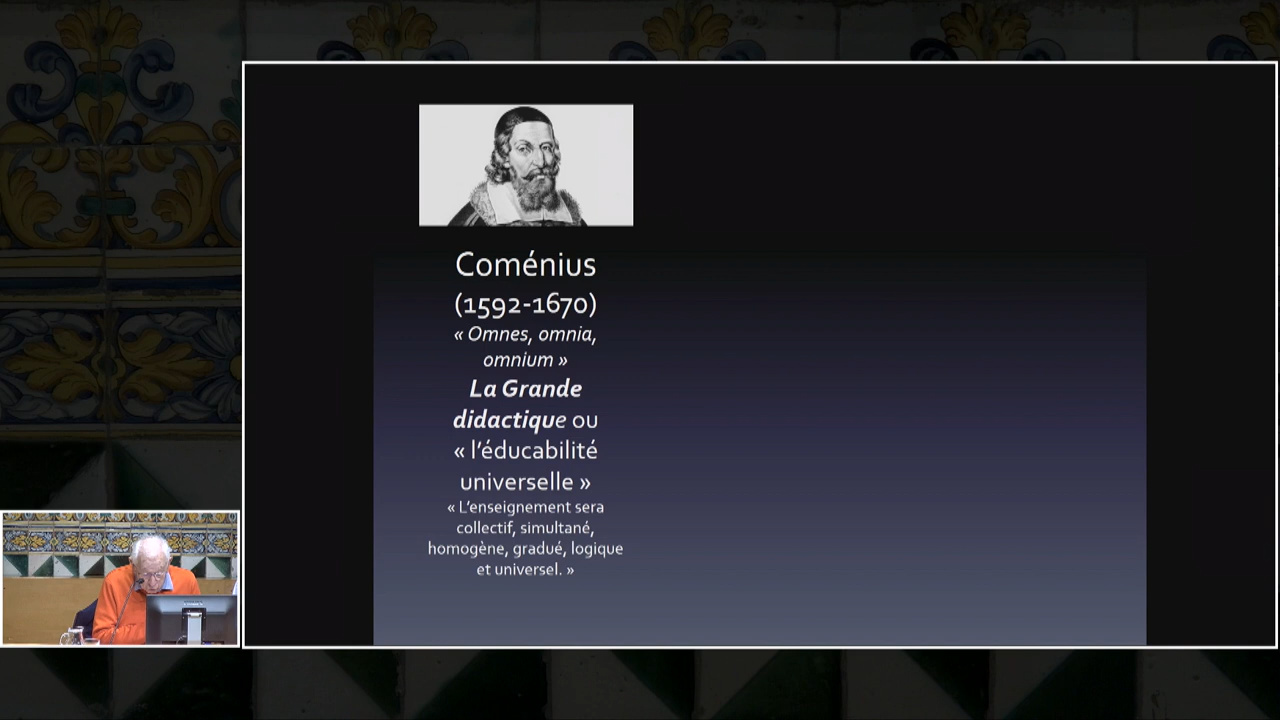 Coménius
(1592-1670)
« Omnes, omnia,
omnium »
La Grande
didactique ou
« l’éducabilité
universelle »
« L’enseignement sera
collectif, simultané,
homogène, gradué, logique
et universel. »